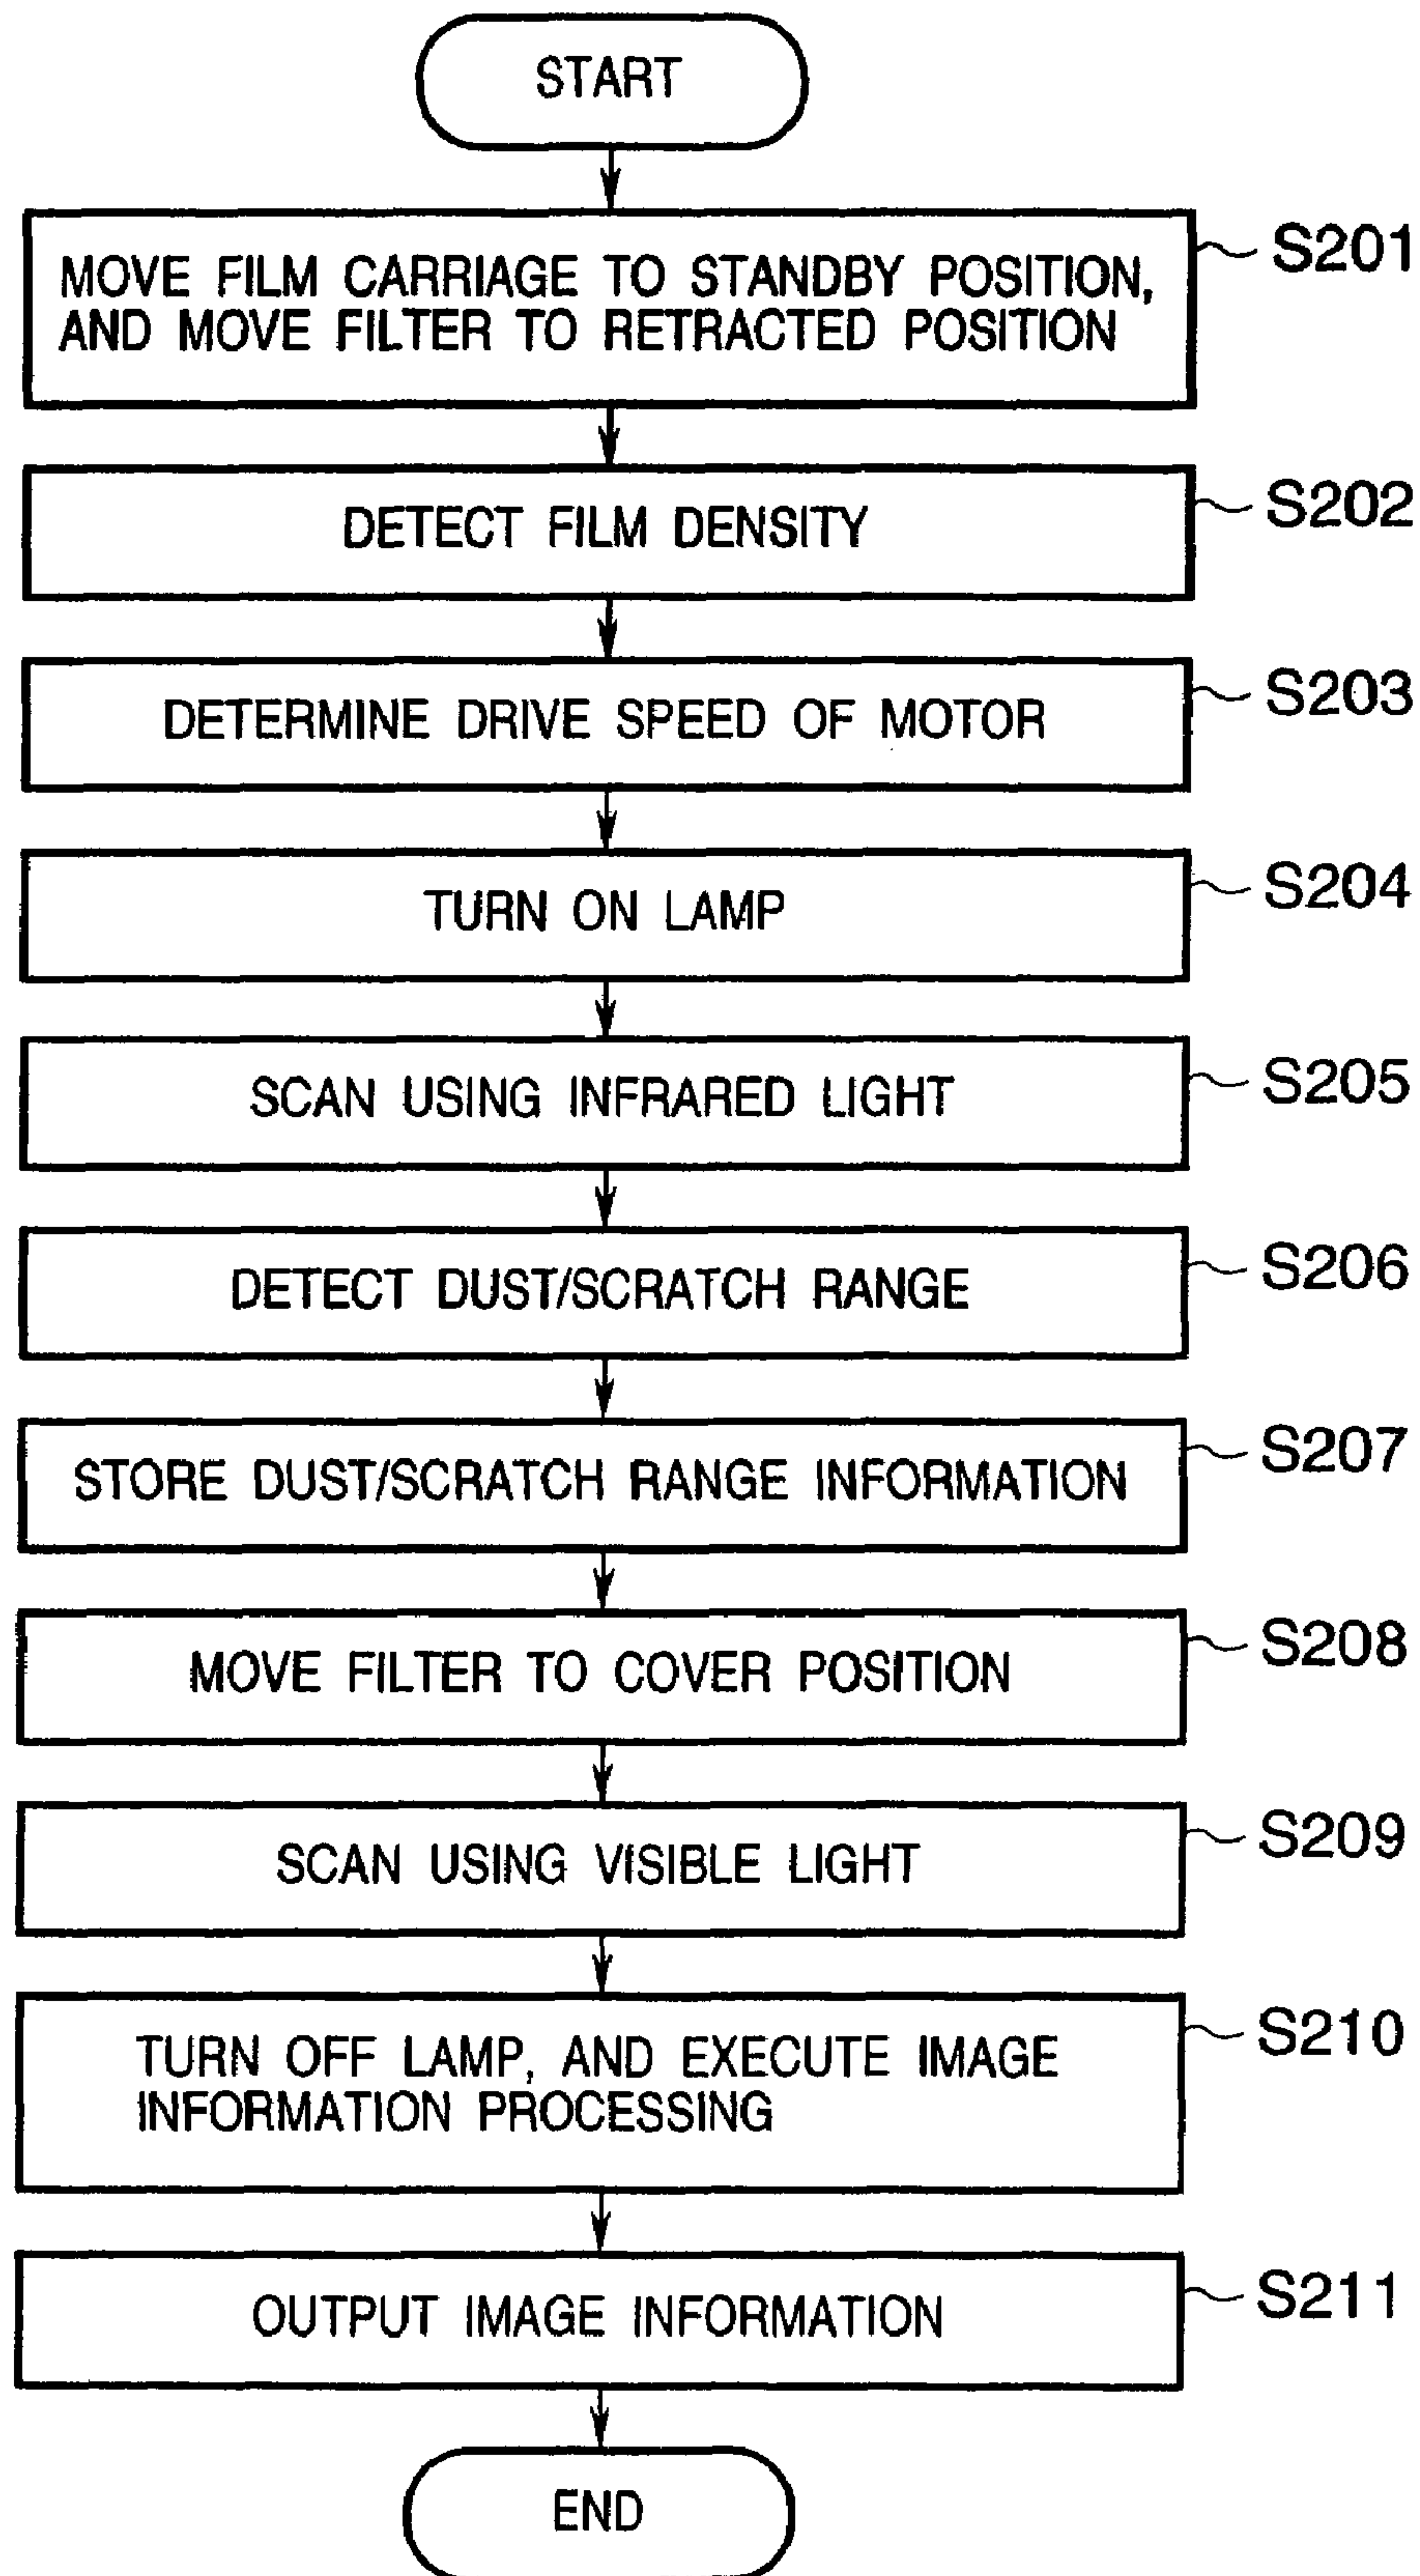 START
MOVE FILM CARRIAGE TO STANDBY POSITION,
AND MOVE FILTER TO RETRACTED POSITION
S201
DETECT FILM DENSITY
S202
DETERMINE DRIVE SPEED OF MOTOR
S203
TURN ON LAMP
S204
SCAN USING INFRARED LIGHT
S205
DETECT DUST/SCRATCH RANGE
S206
STORE DUST/SCRATCH RANGE INFORMATION
S207
MOVE FILTER TO COVER POSITION
S208
SCAN USING VISIBLE LIGHT
S209
TURN OFF LAMP, AND EXECUTE IMAGE
INFORMATION PROCESSING
S210
OUTPUT IMAGE INFORMATION
S211
END